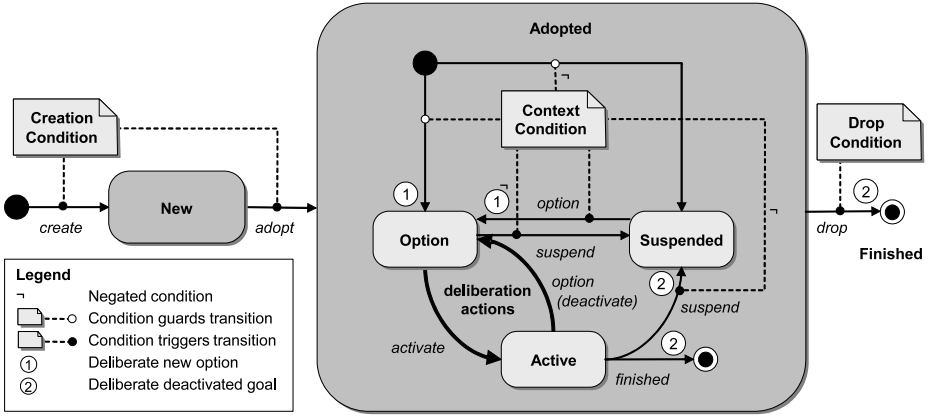 Adopted
Creation
Condition
Context
Condition
Drop
Condition
¬
1
¬
1
2
New
option
create
adopt
Option
Suspended
¬
drop
suspend
Finished
Legend
¬ Negated condition
Condition guards transition
Condition triggers transition
1 Deliberate new option
2 Deliberate deactivated goal
deliberation
actions
option
(deactivate)
2
suspend
activate
Active
2
finished